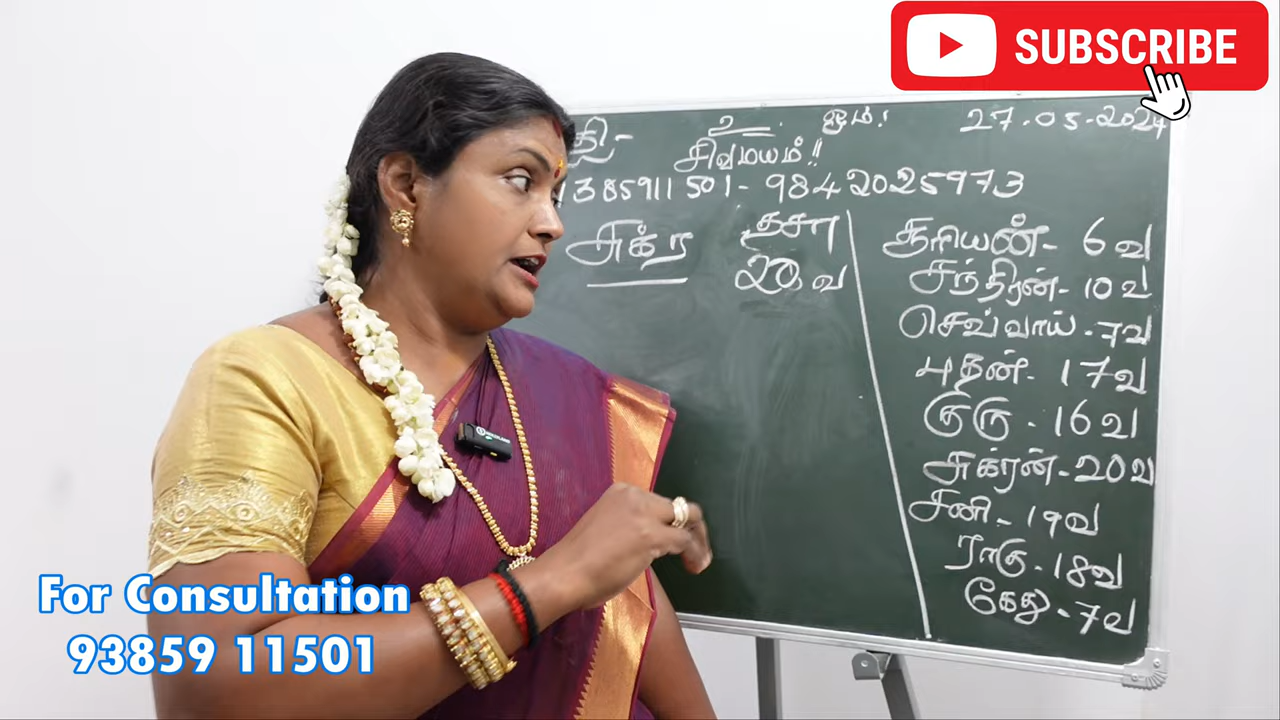 SUBSCRIBE
உ ஓம்! 27.05.2024
சிவமயம்!!
9842025973
சுக்ர தசா
20 வ
சூரியன் - 6 வ
சந்திரன் - 10 வ
செவ்வாய் - 7 வ
புதன் - 17 வ
குரு - 16 வ
சுக்ரன் - 20 வ
சனி - 19 வ
ராகு - 18 வ
கேது - 7 வ
For Consultation
93859 11501